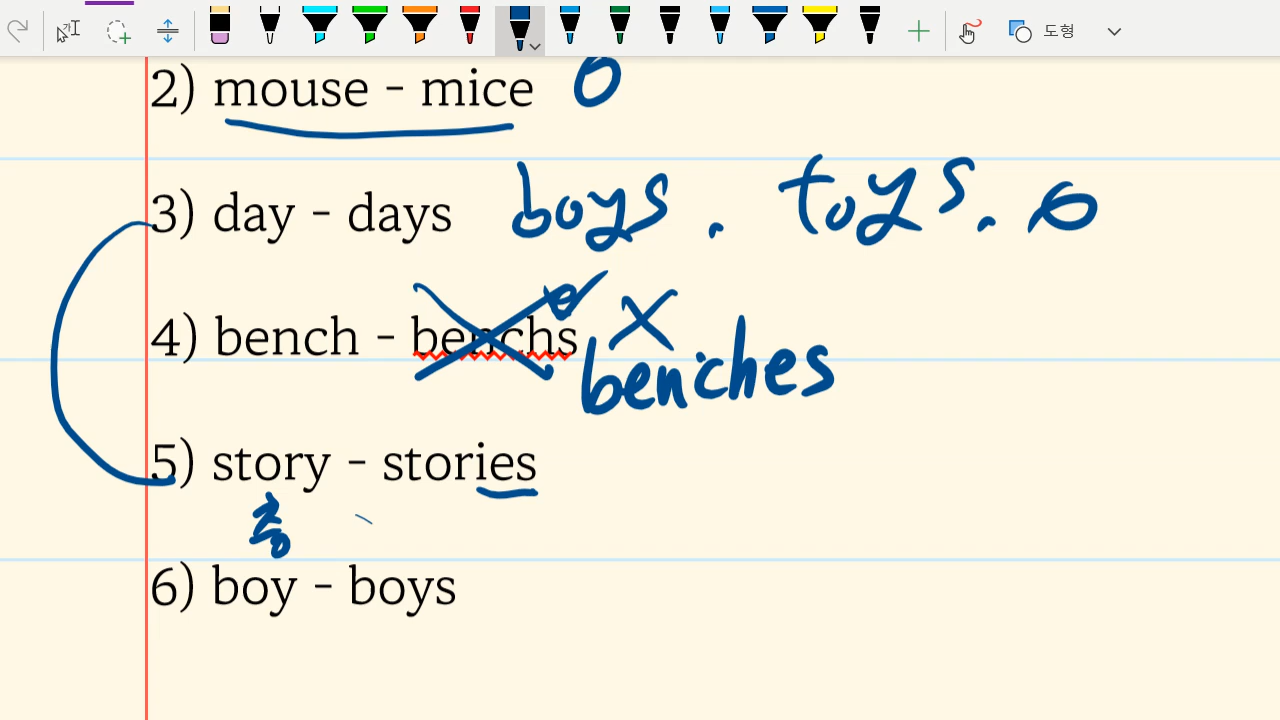 도형
2) mouse - mice O
3) day - days boys. toys. O
4) bench - benchs X
benches
5) story - stories
층
6) boy - boys